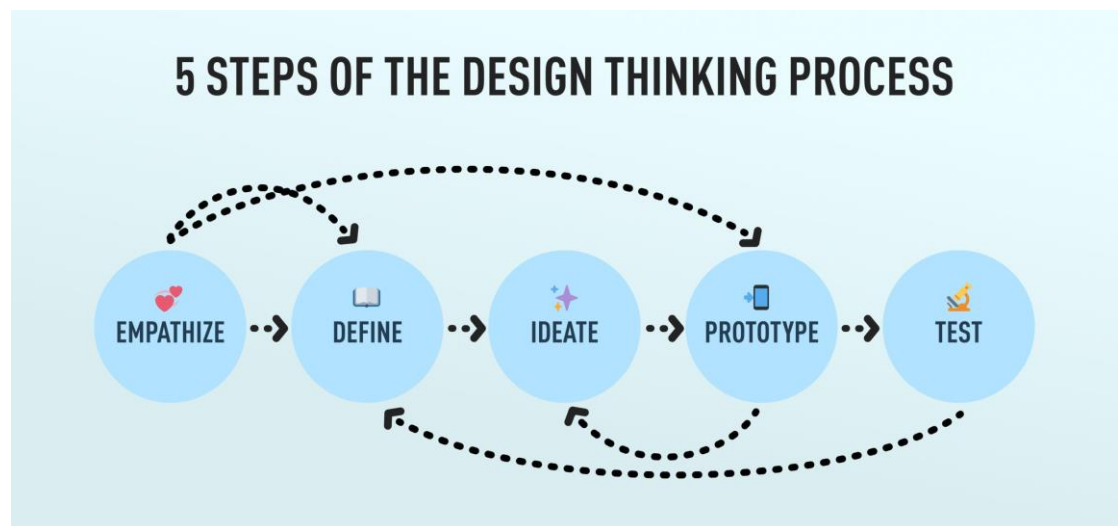 5 STEPS OF THE DESIGN THINKING PROCESS
EMPATHIZE
DEFINE
IDEATE
PROTOTYPE
TEST